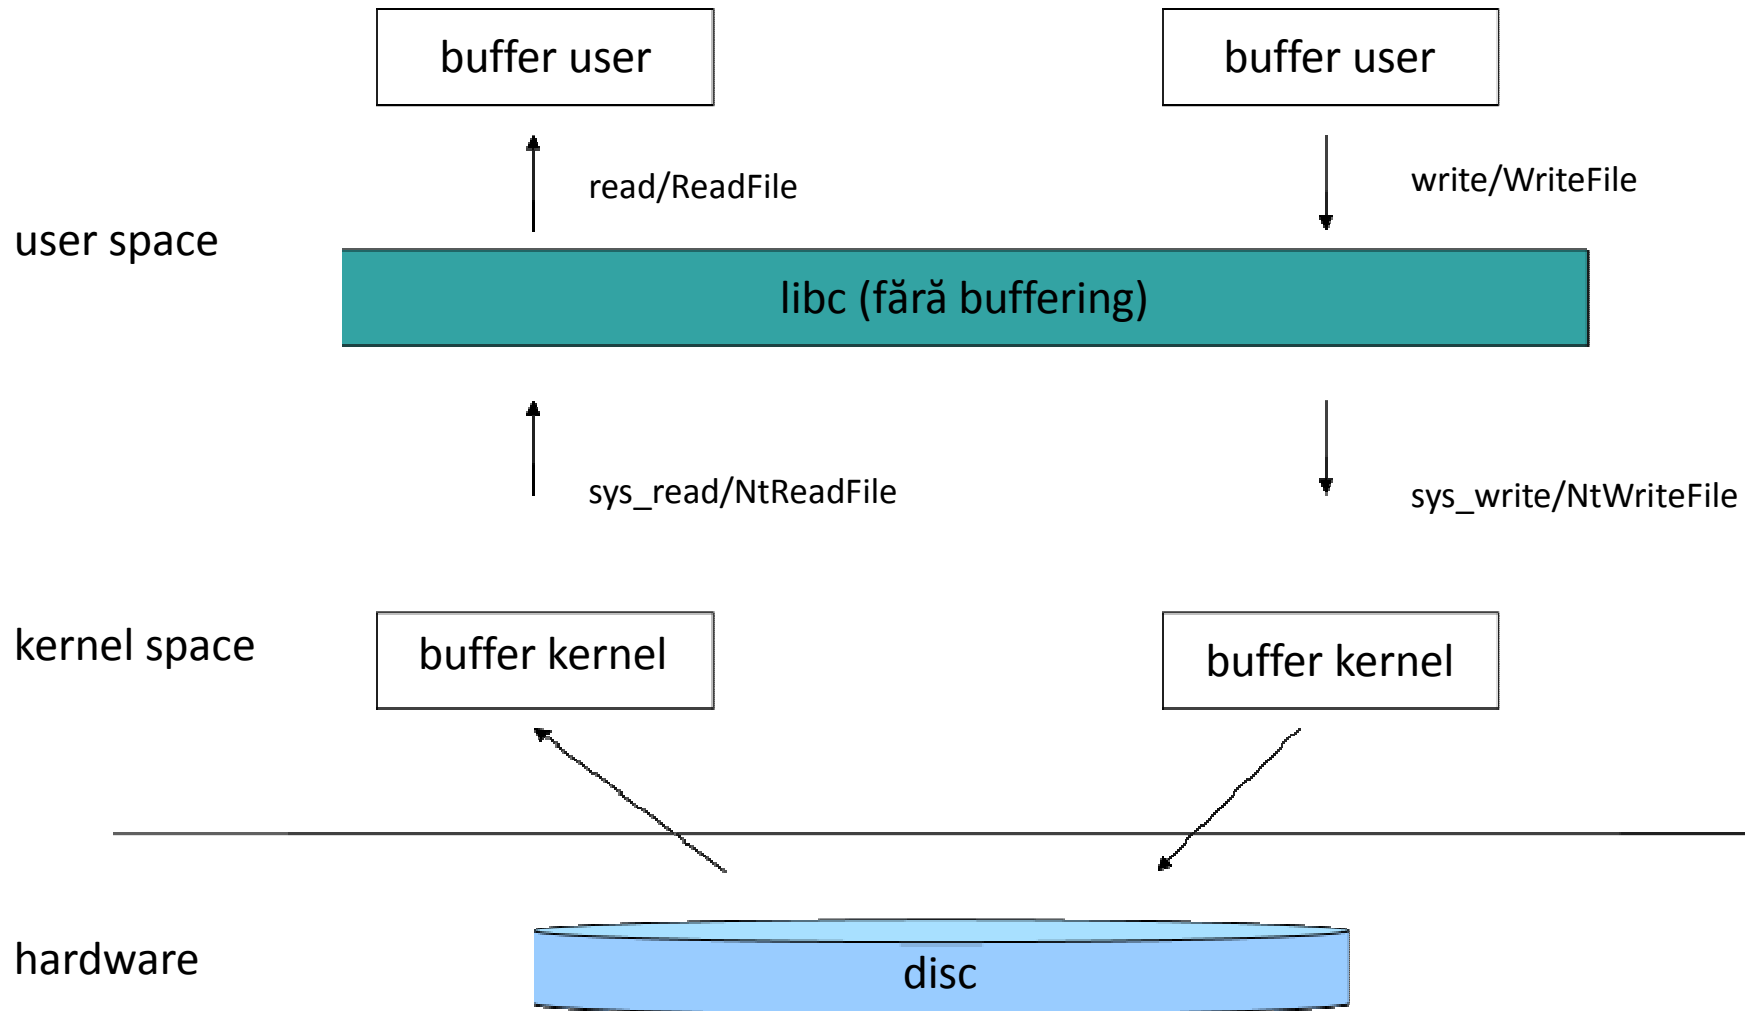 buffer user
buffer user
read/ReadFile
write/WriteFile
user space
libc (fără buffering)
sys_read/NtReadFile
sys_write/NtWriteFile
kernel space
buffer kernel
buffer kernel
hardware
disc